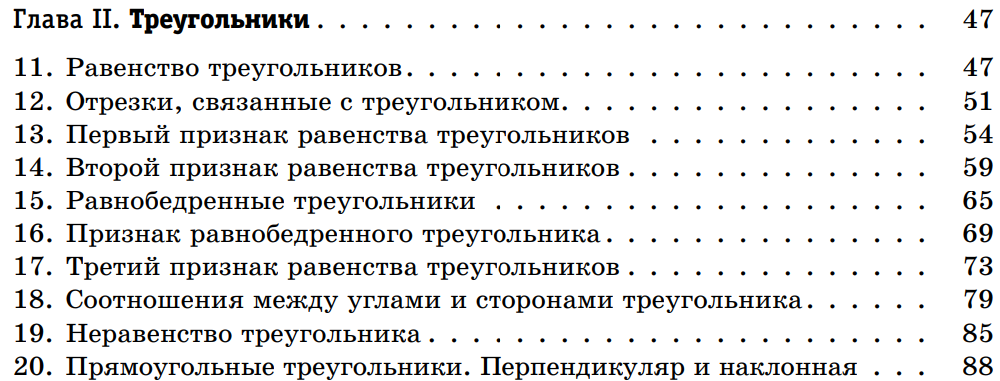 Глава II. Треугольники . . . . . . . . . . . . . . . . . . . . . . . . . . . . . 47
11. Равенство треугольников. . . . . . . . . . . . . . . . . . . . . . . . . 47
12. Отрезки, связанные с треугольником. . . . . . . . . . . . . . . . . 51
13. Первый признак равенства треугольников . . . . . . . . . . . . . 54
14. Второй признак равенства треугольников . . . . . . . . . . . . . . 59
15. Равнобедренные треугольники . . . . . . . . . . . . . . . . . . . . 65
16. Признак равнобедренного треугольника . . . . . . . . . . . . . . . 69
17. Третий признак равенства треугольников . . . . . . . . . . . . . . 73
18. Соотношения между углами и сторонами треугольника . . . . . . 79
19. Неравенство треугольника . . . . . . . . . . . . . . . . . . . . . . . 85
20. Прямоугольные треугольники. Перпендикуляр и наклонная . . . 88